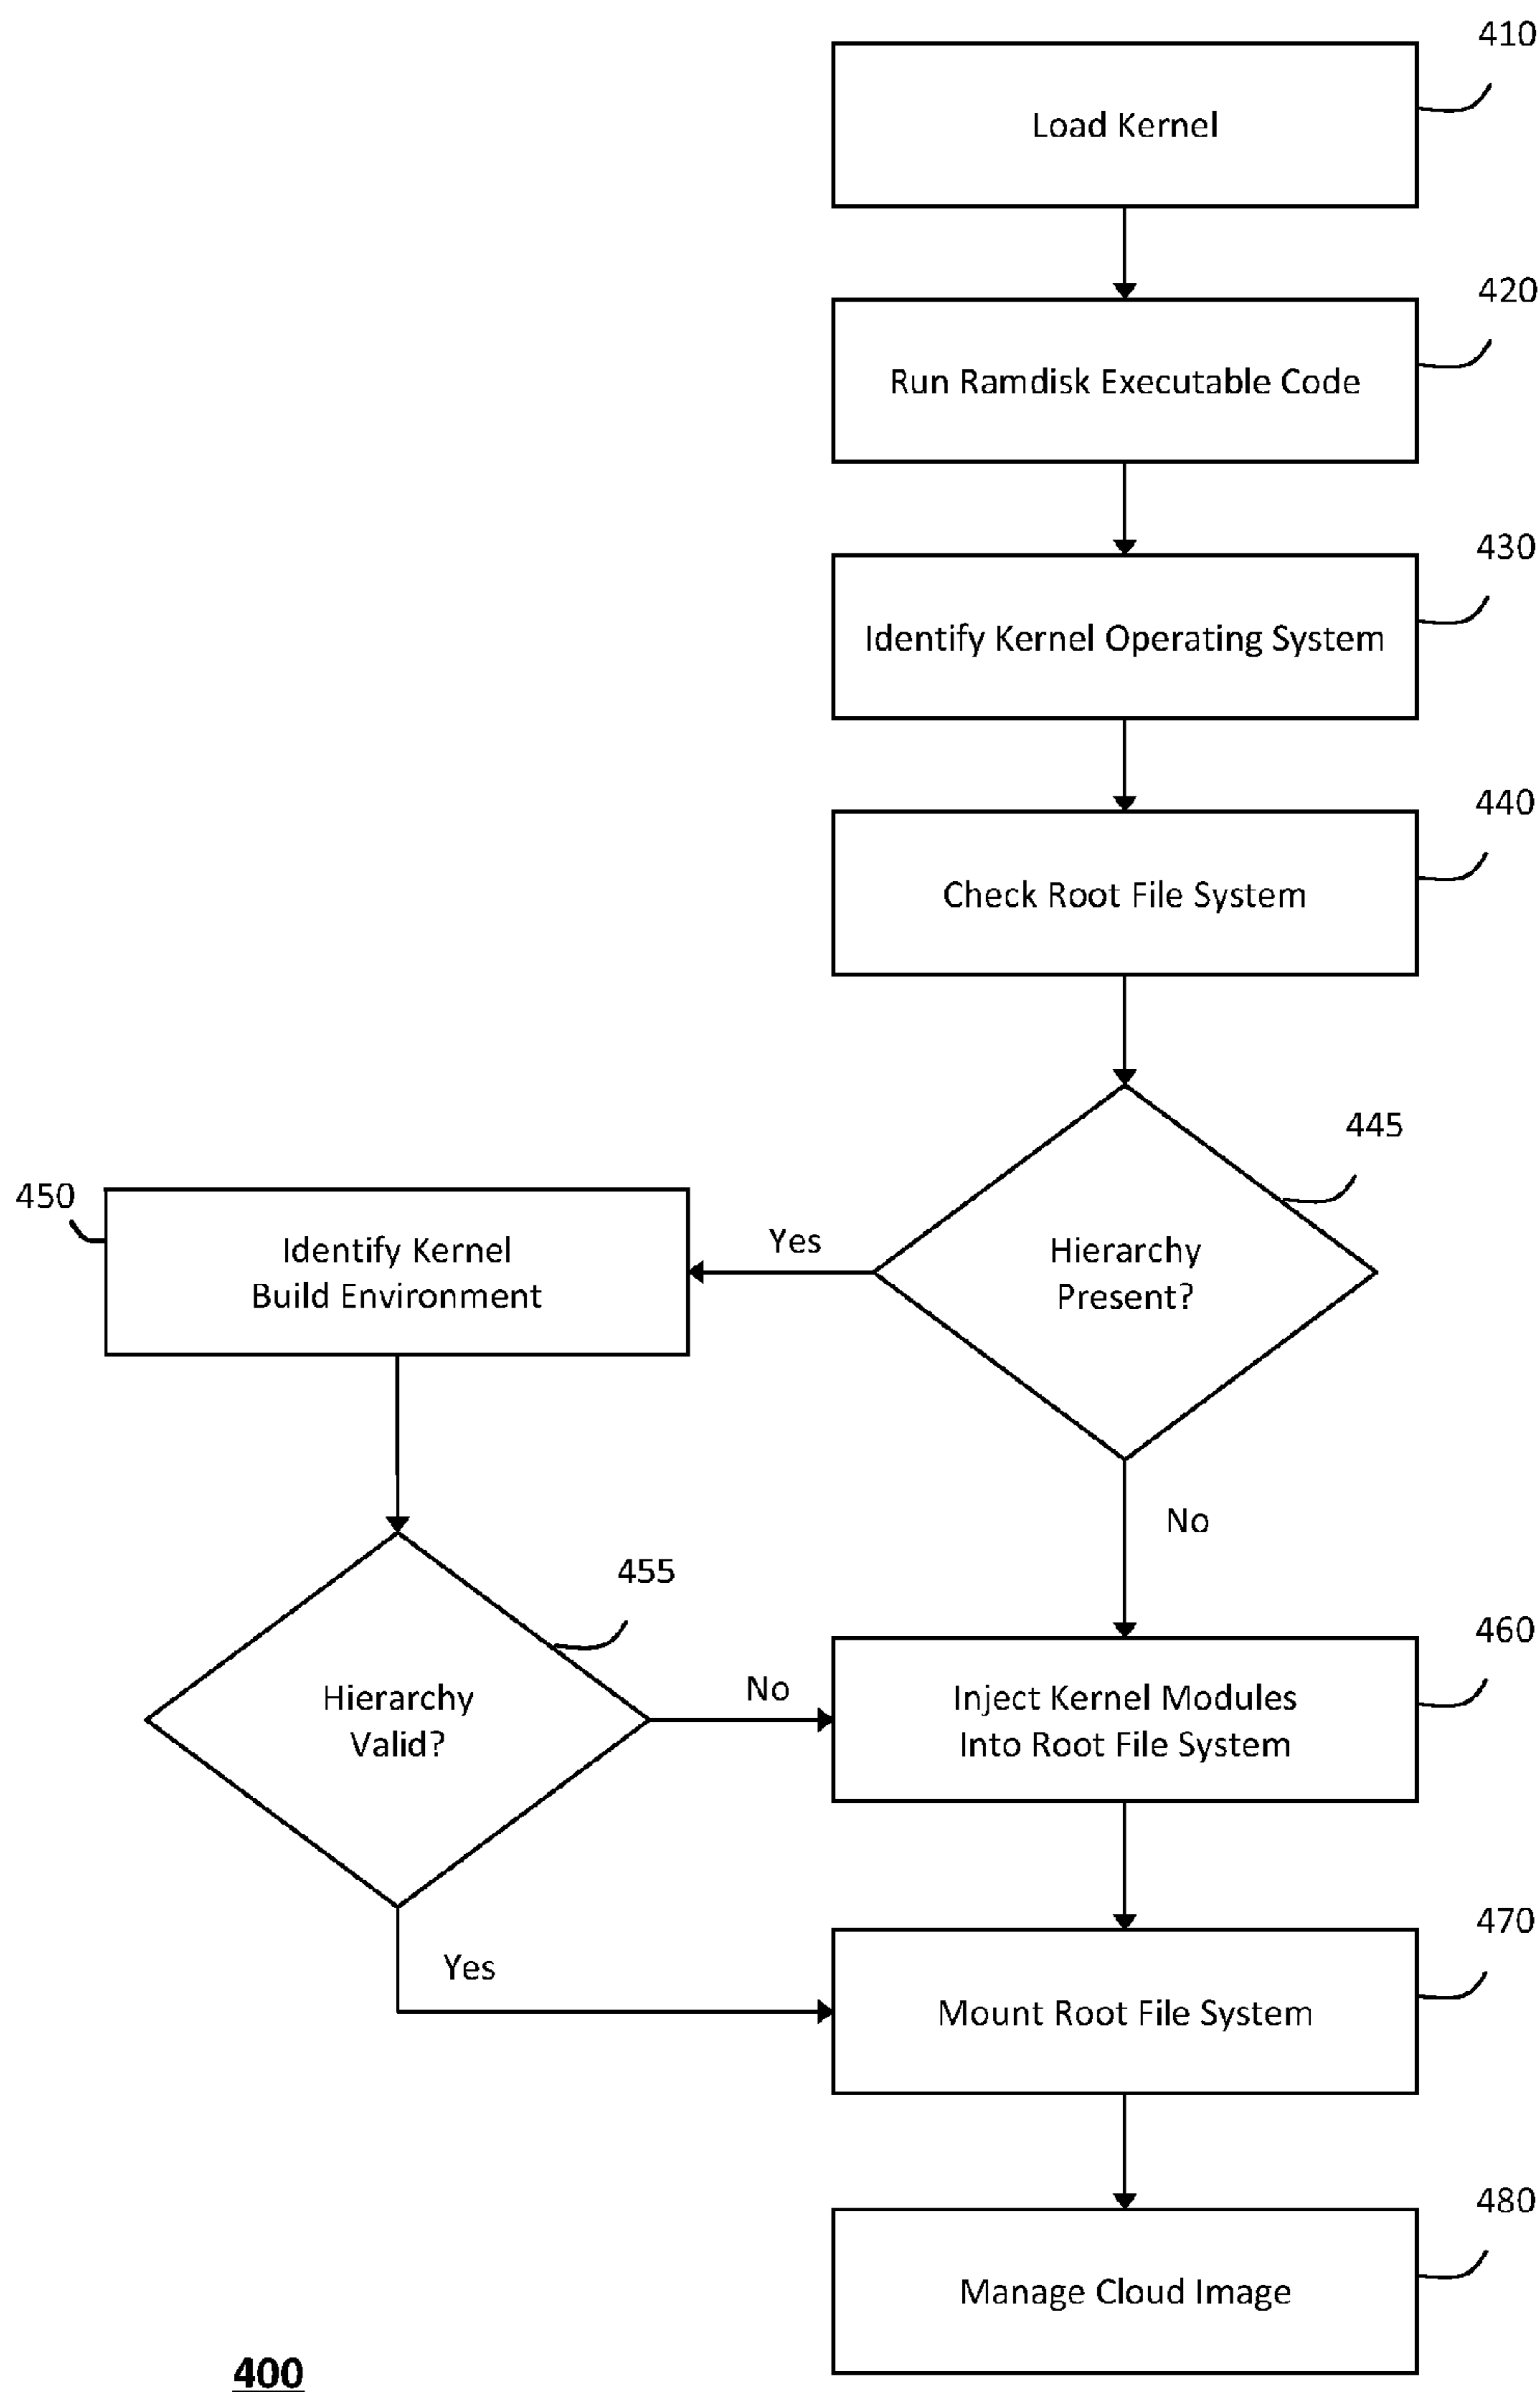 410
Load Kernel
420
Run Ramdisk Executable Code
430
Identify Kernel Operating System
440
Check Root File System
445
Hierarchy
Present?
Yes
450
Identify Kernel
Build Environment
No
455
Hierarchy
Valid?
No
460
Inject Kernel Modules
Into Root File System
Yes
470
Mount Root File System
480
Manage Cloud Image
400